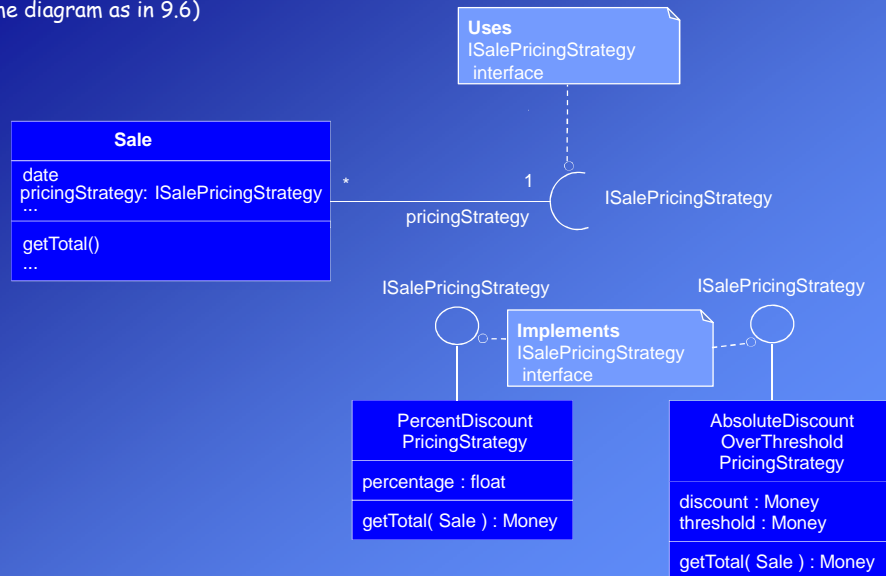 ne diagram as in 9.6)
Uses
ISalePricingStrategy
interface
Sale
date
pricingStrategy: ISalePricingStrategy
...
getTotal()
...
*
1
pricingStrategy
ISalePricingStrategy
ISalePricingStrategy
ISalePricingStrategy
Implements
ISalePricingStrategy
interface
PercentDiscount
PricingStrategy
percentage : float
getTotal( Sale ) : Money
AbsoluteDiscount
OverThreshold
PricingStrategy
discount : Money
threshold : Money
getTotal( Sale ) : Money